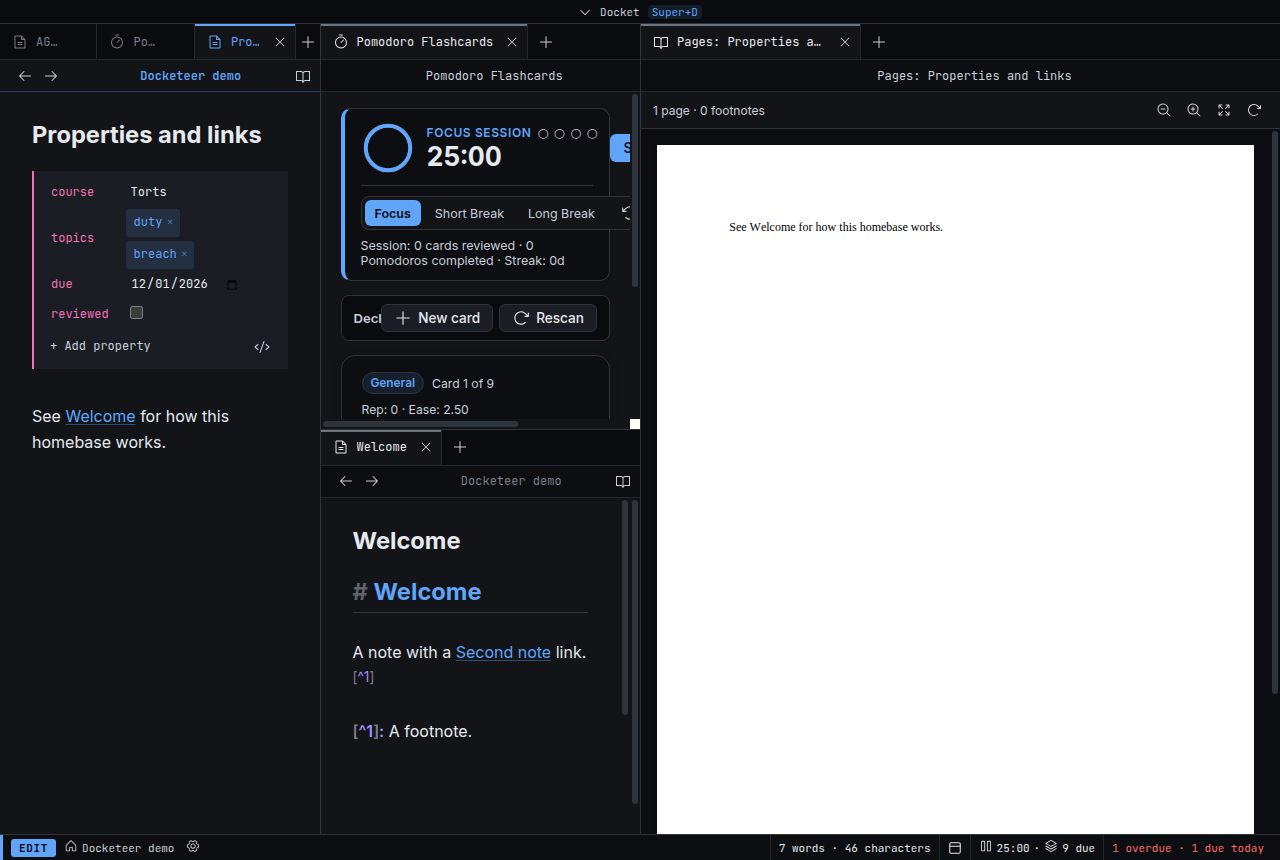 Docket Super+D
AG…
Po…
Pro…
Docketeer demo
Properties and links
course Torts
topics
duty ×
breach ×
due 12/01/2026
reviewed
+ Add property
See Welcome for how this
homebase works.
Pomodoro Flashcards
Pomodoro Flashcards
FOCUS SESSION
25:00
S
Focus Short Break Long Break
Session: 0 cards reviewed · 0
Pomodoros completed · Streak: 0d
Deck
New card
Rescan
General Card 1 of 9
Rep: 0 · Ease: 2.50
Welcome
Docketeer demo
Welcome
# Welcome
A note with a Second note link.
[^1]
[^1]: A footnote.
Pages: Properties a…
Pages: Properties and links
1 page · 0 footnotes
See Welcome for how this homebase works.
EDIT Docketeer demo
7 words · 46 characters
25:00 · 9 due
1 overdue · 1 due today